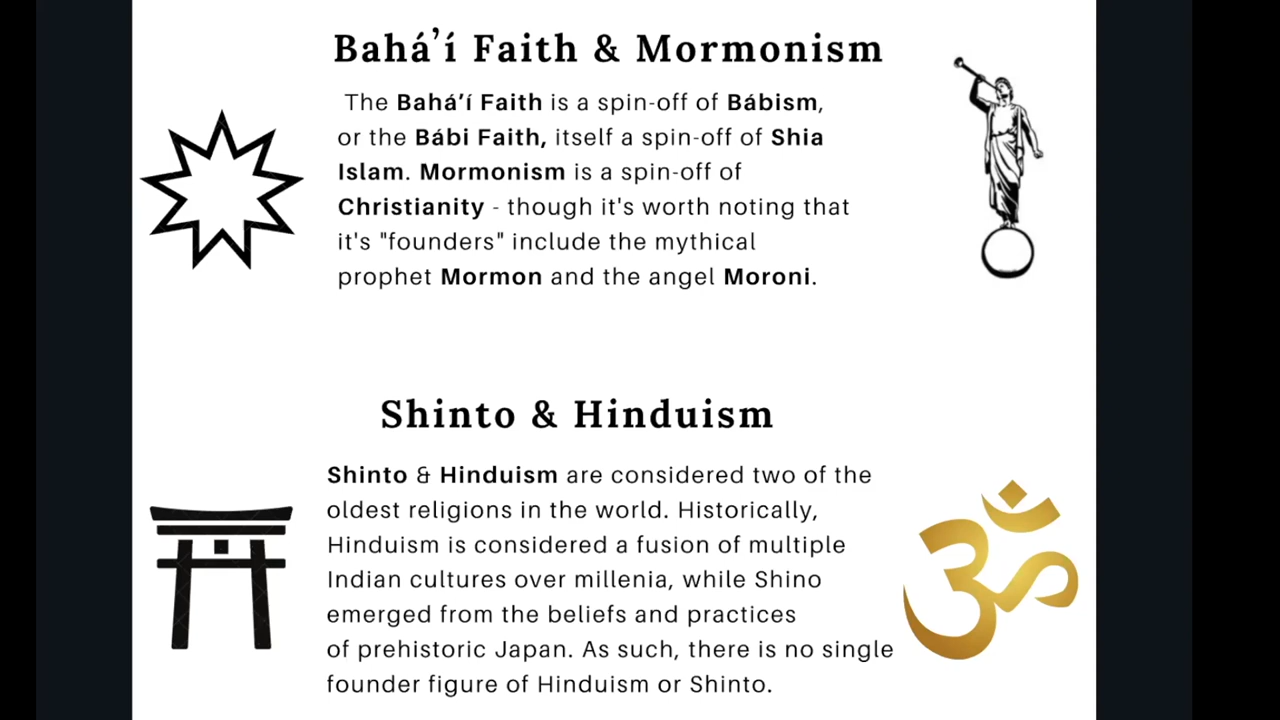 Bahá’í Faith & Mormonism
The Bahá’í Faith is a spin-off of Bábism,
or the Bábi Faith, itself a spin-off of Shia
Islam. Mormonism is a spin-off of
Christianity - though it's worth noting that
it's "founders" include the mythical
prophet Mormon and the angel Moroni.
Shinto & Hinduism
Shinto & Hinduism are considered two of the
oldest religions in the world. Historically,
Hinduism is considered a fusion of multiple
Indian cultures over millenia, while Shino
emerged from the beliefs and practices
of prehistoric Japan. As such, there is no single
founder figure of Hinduism or Shinto.
ॐ